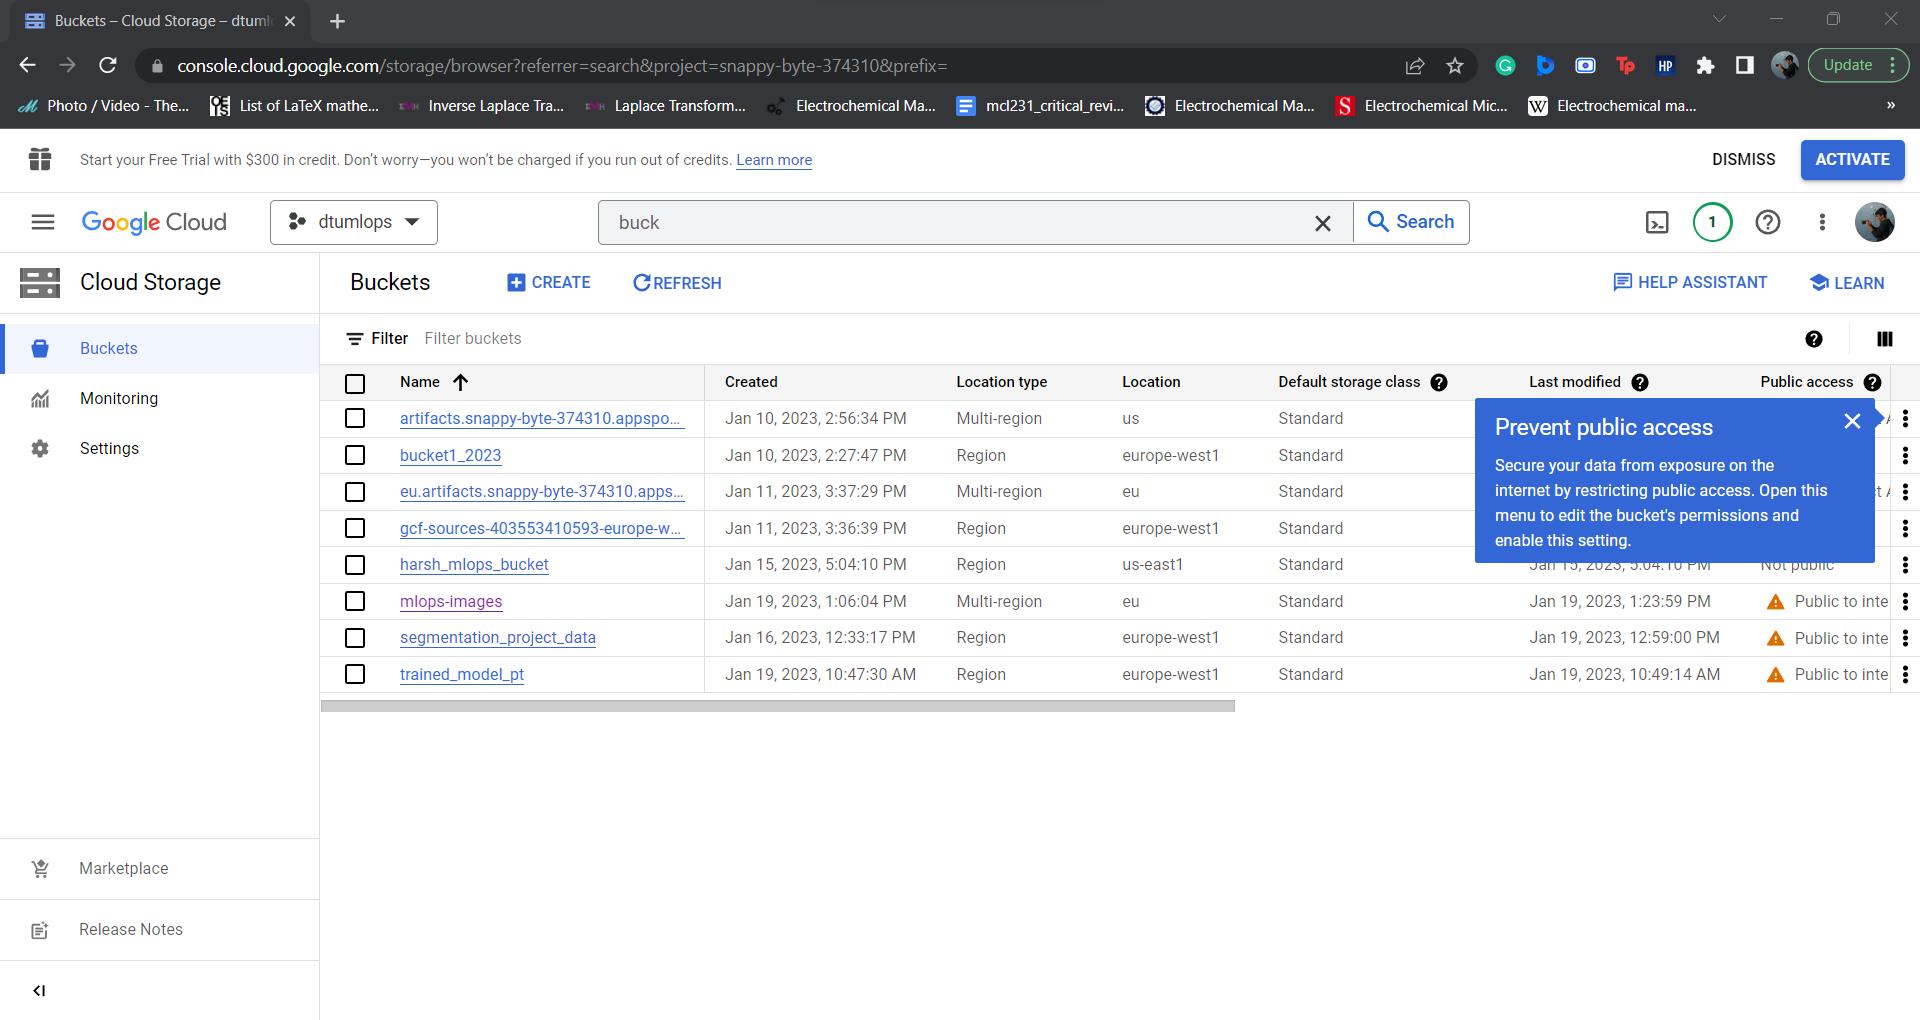 Buckets – Cloud Storage – dtuml
console.cloud.google.com/storage/browser?referrer=search&project=snappy-byte-374310&prefix=
Update
Photo / Video - The...
List of LaTeX mathe...
Inverse Laplace Tra...
Laplace Transform...
Electrochemical Ma...
mcl231_critical_revi...
Electrochemical Ma...
Electrochemical Mic...
Electrochemical ma...
»
Start your Free Trial with $300 in credit. Don't worry—you won't be charged if you run out of credits. Learn more
DISMISS
ACTIVATE
Google Cloud
dtumlops
buck
Search
1
Cloud Storage
Buckets
CREATE
REFRESH
HELP ASSISTANT
LEARN
Buckets
Monitoring
Settings
Filter Filter buckets
Name Created Location type Location Default storage class Last modified Public access
artifacts.snappy-byte-374310.appspo... Jan 10, 2023, 2:56:34 PM Multi-region us Standard
bucket1_2023 Jan 10, 2023, 2:27:47 PM Region europe-west1 Standard
eu.artifacts.snappy-byte-374310.apps... Jan 11, 2023, 3:37:29 PM Multi-region eu Standard
gcf-sources-403553410593-europe-w... Jan 11, 2023, 3:36:39 PM Region europe-west1 Standard
harsh_mlops_bucket Jan 15, 2023, 5:04:10 PM Region us-east1 Standard Jan 15, 2023, 5:04:10 PM Not public
mlops-images Jan 19, 2023, 1:06:04 PM Multi-region eu Standard Jan 19, 2023, 1:23:59 PM Public to inte
segmentation_project_data Jan 16, 2023, 12:33:17 PM Region europe-west1 Standard Jan 19, 2023, 12:59:00 PM Public to inte
trained_model_pt Jan 19, 2023, 10:47:30 AM Region europe-west1 Standard Jan 19, 2023, 10:49:14 AM Public to inte
Prevent public access
Secure your data from exposure on the
internet by restricting public access. Open this
menu to edit the bucket's permissions and
enable this setting.
Marketplace
Release Notes